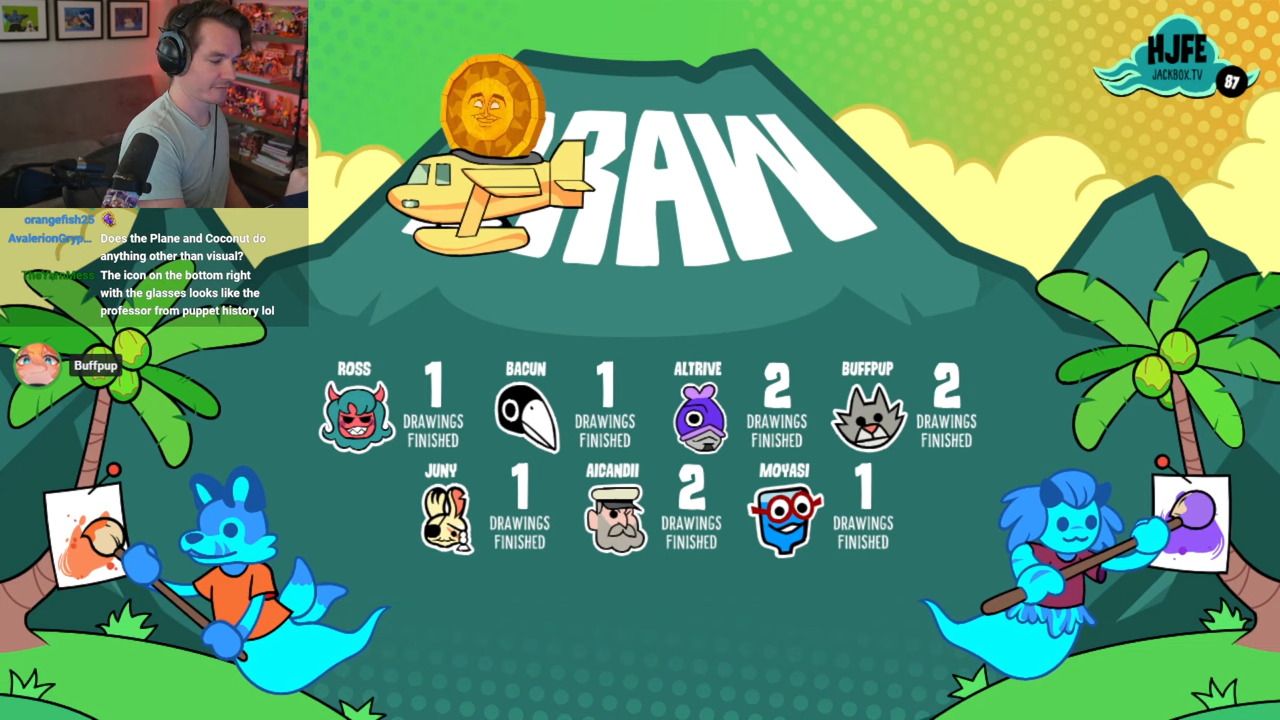 HJFE
JACKBOX.TV
87
DRAW
orangefish25
AvalerionGryp... Does the Plane and Coconut do
anything other than visual?
The icon on the bottom right
with the glasses looks like the
professor from puppet history lol
Buffpup
ROSS 1 DRAWINGS FINISHED
BACUN 1 DRAWINGS FINISHED
ALTRIVE 2 DRAWINGS FINISHED
BUFFPUP 2 DRAWINGS FINISHED
JUNY 1 DRAWINGS FINISHED
AICANDII 2 DRAWINGS FINISHED
MOYASI 1 DRAWINGS FINISHED